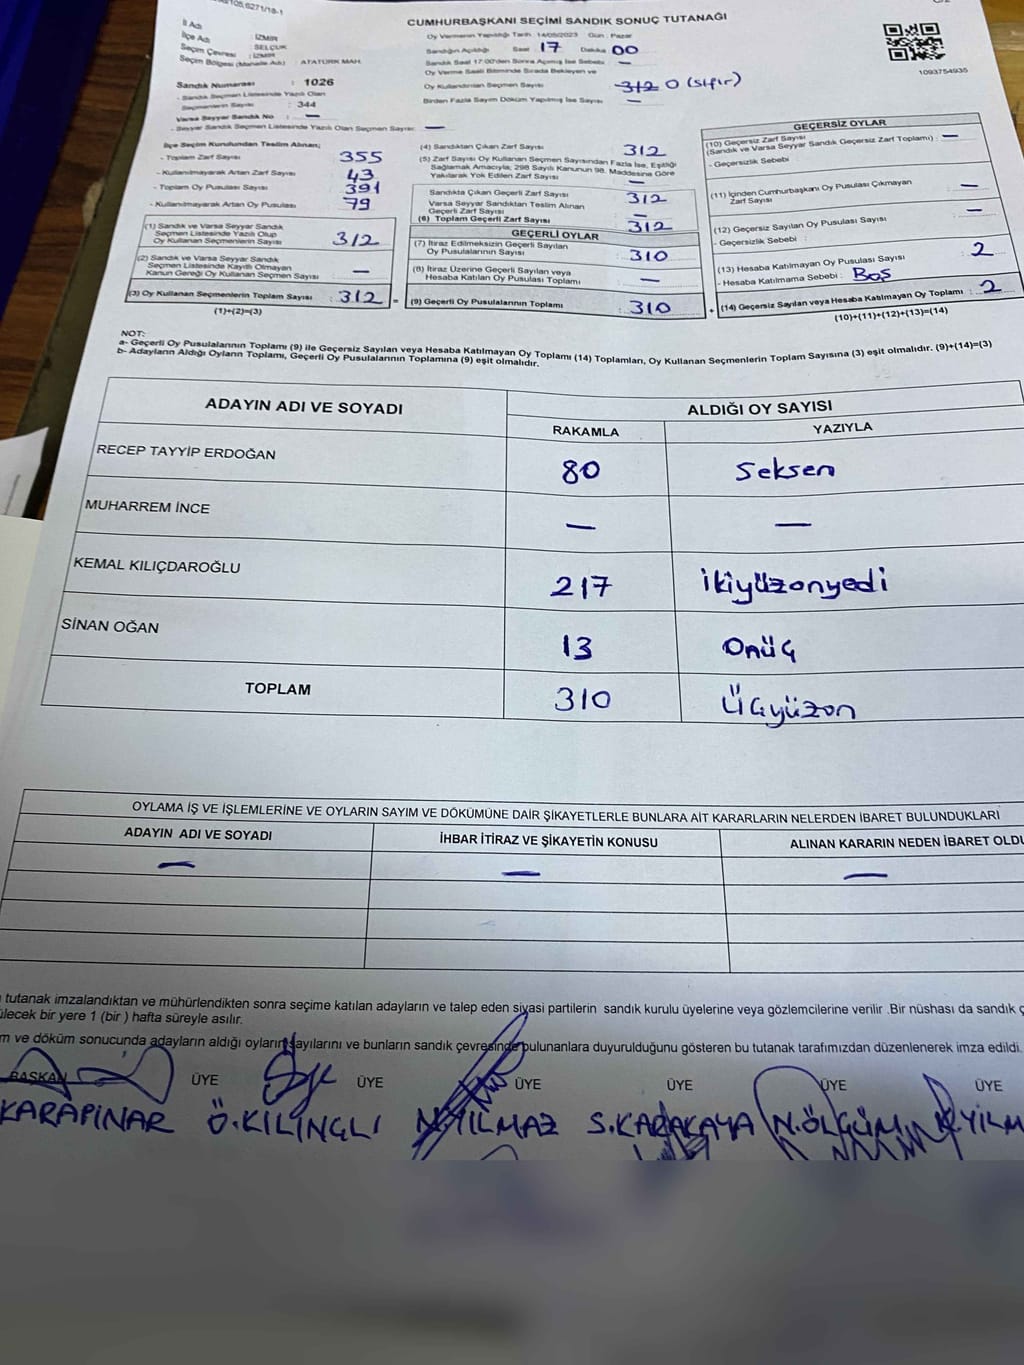 CUMHURBAŞKANI SEÇİMİ SANDIK SONUÇ TUTANAĞI
İl Adı : İZMİR
İlçe Adı : SELÇUK
Seçim Çevresi : İZMİR
Seçim Bölgesi (Mahalle Adı) : ATATÜRK MAH.
Sandık Numarası : 1026
- Sandık Seçmen Listesinde Yazılı Olan Seçmenlerin Sayısı : 344
Varsa Seyyar Sandık No : —
- Seyyar Sandık Seçmen Listesinde Yazılı Olan Seçmen Sayısı: —
Oy Vermenin Yapıldığı Tarih : 14/05/2023 Gün : Pazar
Sandığın Açıldığı Saat 17 Dakika 00
Sandık Saat 17:00'den Sonra Açılmış İse Sebebi : —
Oy Verme Saati Bitiminde Sırada Bekleyen ve
Oy Kullandırılan Seçmen Sayısı : 312 0 (sıfır)
Birden Fazla Sayım Döküm Yapılmış İse Sayısı : —
1093754935
İlçe Seçim Kurulundan Teslim Alınan;
- Toplam Zarf Sayısı : 355
- Kullanılmayarak Artan Zarf Sayısı : 43
- Toplam Oy Pusulası Sayısı : 391
- Kullanılmayarak Artan Oy Pusulası : 79
(1) Sandık ve Varsa Seyyar Sandık
Seçmen Listesinde Yazılı Olup
Oy Kullanan Seçmenlerin Sayısı : 312
(2) Sandık ve Varsa Seyyar Sandık
Seçmen Listesinde Kayıtlı Olmayan
Kanun Gereği Oy Kullanan Seçmen Sayısı : —
(3) Oy Kullanan Seçmenlerin Toplam Sayısı : 312 =
(1)+(2)=(3)
(4) Sandıktan Çıkan Zarf Sayısı : 312
(5) Zarf Sayısı Oy Kullanan Seçmen Sayısından Fazla İse, Eşitliği
Sağlamak Amacıyla, 298 Sayılı Kanunun 98. Maddesine Göre
Yakılarak Yok Edilen Zarf Sayısı : —
Sandıkta Çıkan Geçerli Zarf Sayısı : 312
Varsa Seyyar Sandıktan Teslim Alınan
Geçerli Zarf Sayısı : —
(6) Toplam Geçerli Zarf Sayısı : 312
GEÇERLİ OYLAR
(7) İtiraz Edilmeksizin Geçerli Sayılan
Oy Pusulalarının Sayısı : 310
(8) İtiraz Üzerine Geçerli Sayılan veya
Hesaba Katılan Oy Pusulası Toplamı : —
(9) Geçerli Oy Pusulalarının Toplamı : 310 +
GEÇERSİZ OYLAR
(10) Geçersiz Zarf Sayısı
(Sandık ve Varsa Seyyar Sandık Geçersiz Zarf Toplamı) : —
- Geçersizlik Sebebi
(11) İçinden Cumhurbaşkanı Oy Pusulası Çıkmayan
Zarf Sayısı : —
(12) Geçersiz Sayılan Oy Pusulası Sayısı : —
- Geçersizlik Sebebi :
(13) Hesaba Katılmayan Oy Pusulası Sayısı : 2
- Hesaba Katılmama Sebebi : Boş
(14) Geçersiz Sayılan veya Hesaba Katılmayan Oy Toplamı : 2
(10)+(11)+(12)+(13)=(14)
NOT:
a- Geçerli Oy Pusulalarının Toplamı (9) ile Geçersiz Sayılan veya Hesaba Katılmayan Oy Toplamı (14) Toplamları, Oy Kullanan Seçmenlerin Toplam Sayısına (3) eşit olmalıdır. (9)+(14)=(3)
b- Adayların Aldığı Oyların Toplamı, Geçerli Oy Pusulalarının Toplamına (9) eşit olmalıdır.
ADAYIN ADI VE SOYADI ALDIĞI OY SAYISI
RAKAMLA YAZIYLA
RECEP TAYYİP ERDOĞAN 80 Seksen
MUHARREM İNCE — —
KEMAL KILIÇDAROĞLU 217 ikiyüzonyedi
SİNAN OĞAN 13 Onüç
TOPLAM 310 Üçyüzon
OYLAMA İŞ VE İŞLEMLERİNE VE OYLARIN SAYIM VE DÖKÜMÜNE DAİR ŞİKAYETLERLE BUNLARA AİT KARARLARIN NELERDEN İBARET BULUNDUKLARI
ADAYIN ADI VE SOYADI İHBAR İTİRAZ VE ŞİKAYETİN KONUSU ALINAN KARARIN NEDEN İBARET OLDU
— — —
tutanak imzalandıktan ve mühürlendikten sonra seçime katılan adayların ve talep eden siyasi partilerin sandık kurulu üyelerine veya gözlemcilerine verilir .Bir nüshası da sandık ç
lecek bir yere 1 (bir ) hafta süreyle asılır.
m ve döküm sonucunda adayların aldığı oyların sayılarını ve bunların sandık çevresinde bulunanlara duyurulduğunu gösteren bu tutanak tarafımızdan düzenlenerek imza edildi.
BAŞKAN ÜYE ÜYE ÜYE ÜYE ÜYE ÜYE
KARAPINAR Ö.KILINÇLI N.YILMAZ S.KARAKAYA N.ÖLGÜM K.YILM